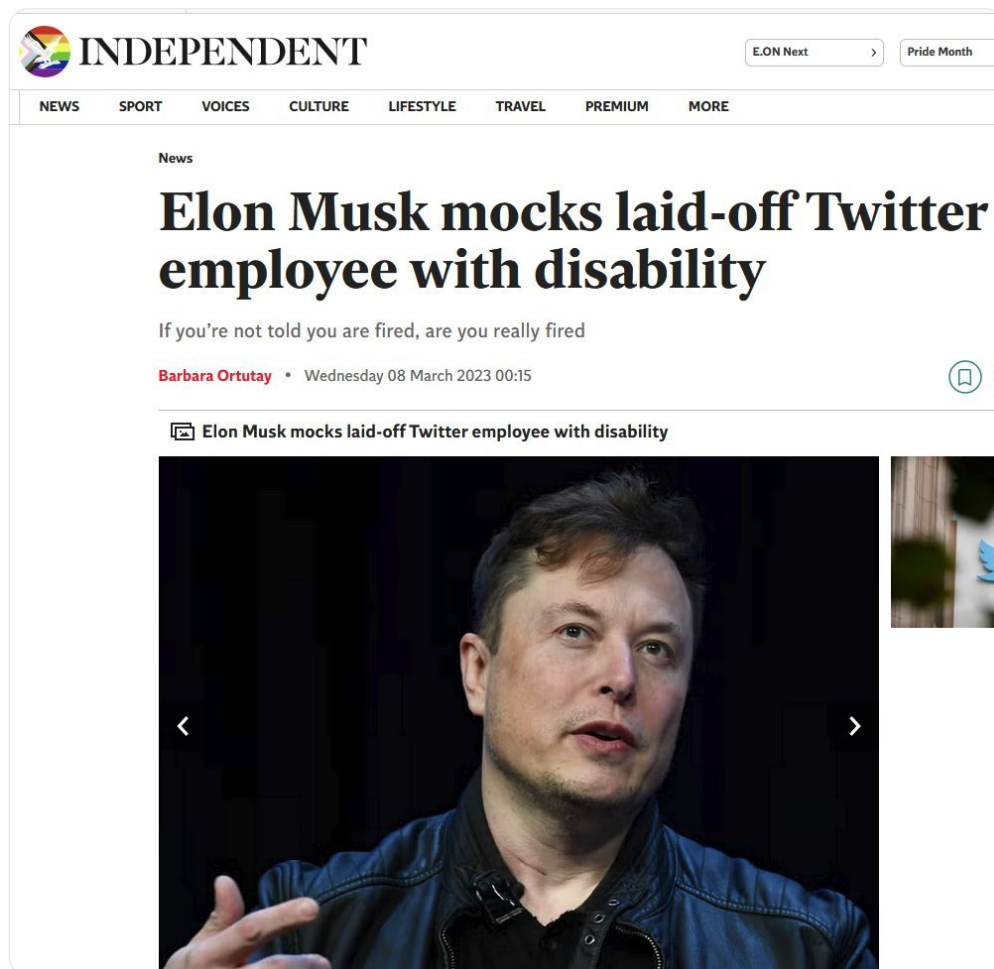 INDEPENDENT
E.ON Next
Pride Month
NEWS SPORT VOICES CULTURE LIFESTYLE TRAVEL PREMIUM MORE
News
Elon Musk mocks laid-off Twitter
employee with disability
If you’re not told you are fired, are you really fired
Barbara Ortutay • Wednesday 08 March 2023 00:15
Elon Musk mocks laid-off Twitter employee with disability